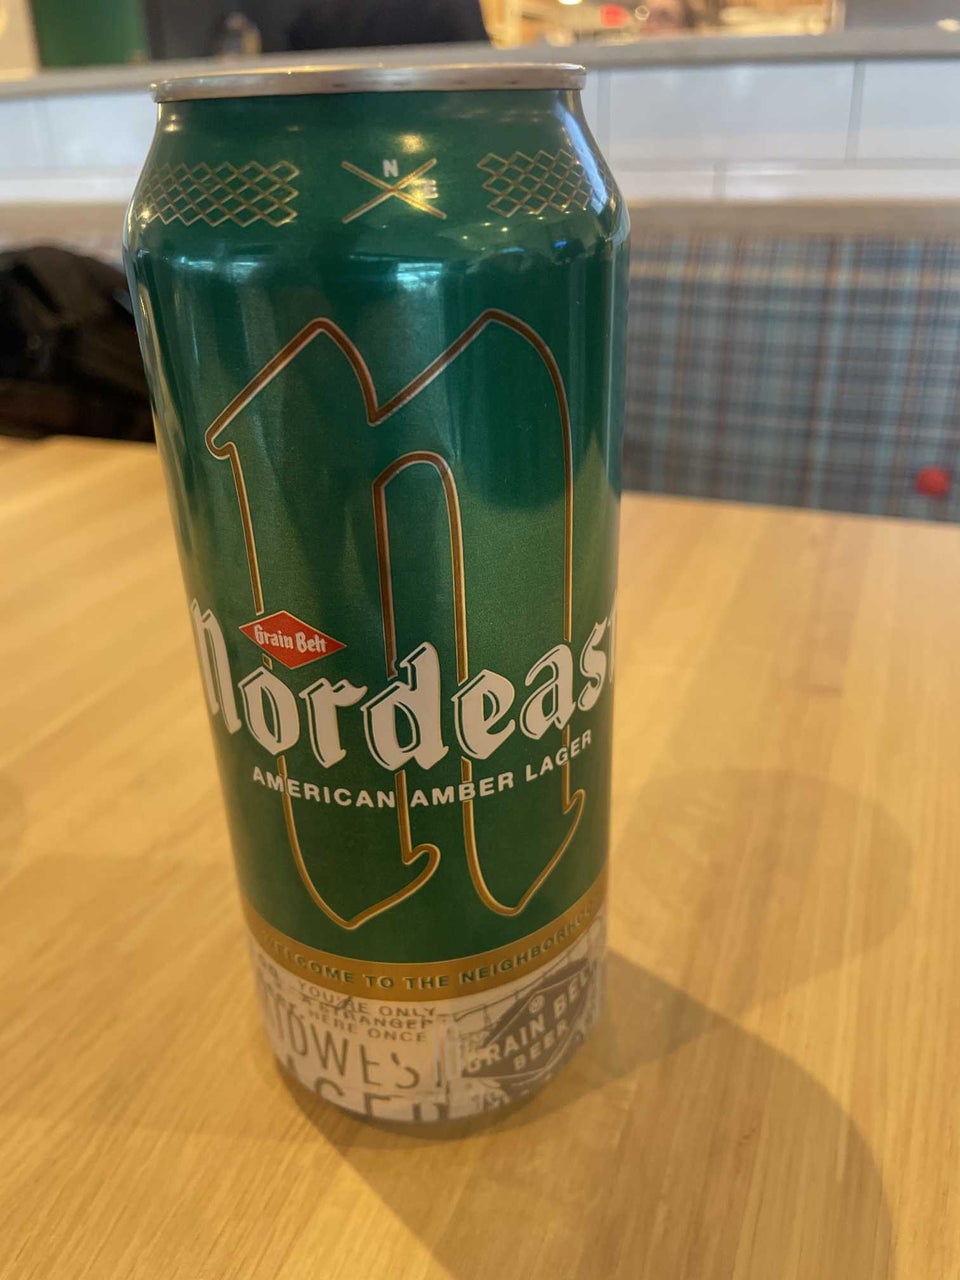 N
E
Grain Belt
Nordeast
AMERICAN AMBER LAGER
WELCOME TO THE NEIGHBORHOOD
YOU'RE ONLY
A STRANGER
HERE ONCE
GRAIN BELT
BEER